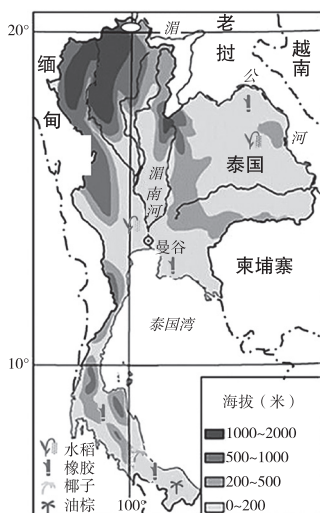 20°
湄
老
挝
越
南
缅
甸
公
河
泰国
湄
南
河
曼谷
柬埔寨
泰国湾
10°
海拔（米）
1000~2000
500~1000
200~500
0~200
水稻
橡胶
椰子
油棕
100°